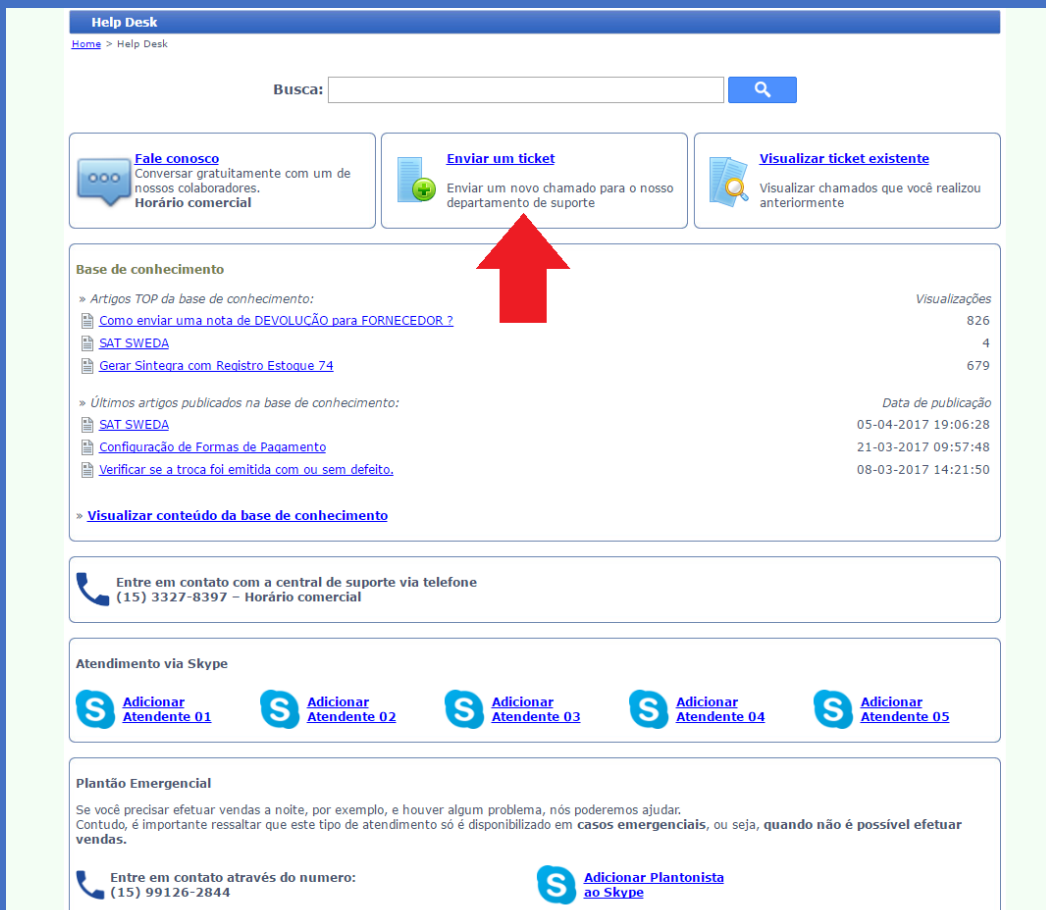 Help Desk
Home > Help Desk
Busca:
Fale conosco
Conversar gratuitamente com um de
nossos colaboradores.
Horário comercial
Enviar um ticket
Enviar um novo chamado para o nosso
departamento de suporte
Visualizar ticket existente
Visualizar chamados que você realizou
anteriormente
Base de conhecimento
» Artigos TOP da base de conhecimento: Visualizações
Como enviar uma nota de DEVOLUÇÃO para FORNECEDOR ? 826
SAT SWEDA 4
Gerar Sintegra com Registro Estoque 74 679
» Últimos artigos publicados na base de conhecimento: Data de publicação
SAT SWEDA 05-04-2017 19:06:28
Configuração de Formas de Pagamento 21-03-2017 09:57:48
Verificar se a troca foi emitida com ou sem defeito. 08-03-2017 14:21:50
» Visualizar conteúdo da base de conhecimento
Entre em contato com a central de suporte via telefone
(15) 3327-8397 – Horário comercial
Atendimento via Skype
Adicionar
Atendente 01
Adicionar
Atendente 02
Adicionar
Atendente 03
Adicionar
Atendente 04
Adicionar
Atendente 05
Plantão Emergencial
Se você precisar efetuar vendas a noite, por exemplo, e houver algum problema, nós poderemos ajudar.
Contudo, é importante ressaltar que este tipo de atendimento só é disponibilizado em casos emergenciais, ou seja, quando não é possível efetuar
vendas.
Entre em contato através do numero:
(15) 99126-2844
Adicionar Plantonista
ao Skype